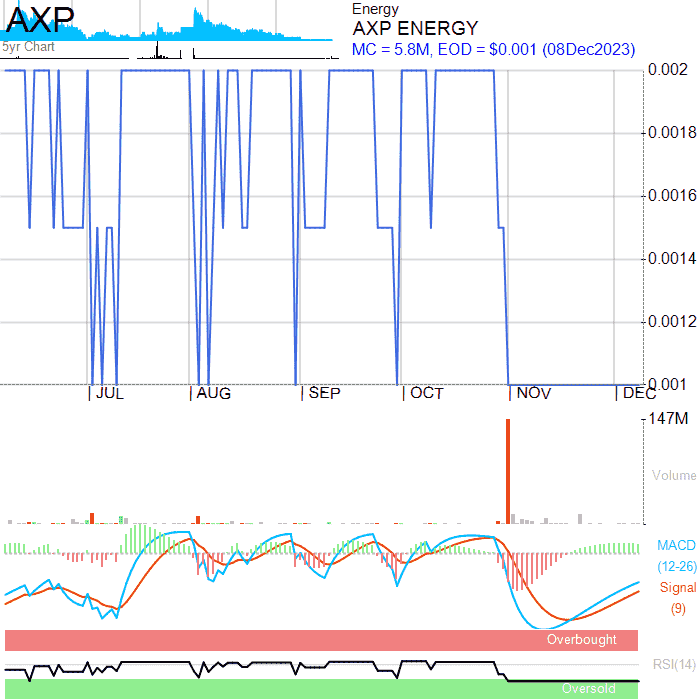 AXP
5yr Chart
Energy
AXP ENERGY
MC = 5.8M, EOD = $0.001 (08Dec2023)
0.002
0.0018
0.0016
0.0014
0.0012
0.001
JUL AUG SEP OCT NOV DEC
147M
Volume
MACD
(12-26)
Signal
(9)
Overbought
RSI(14)
Oversold